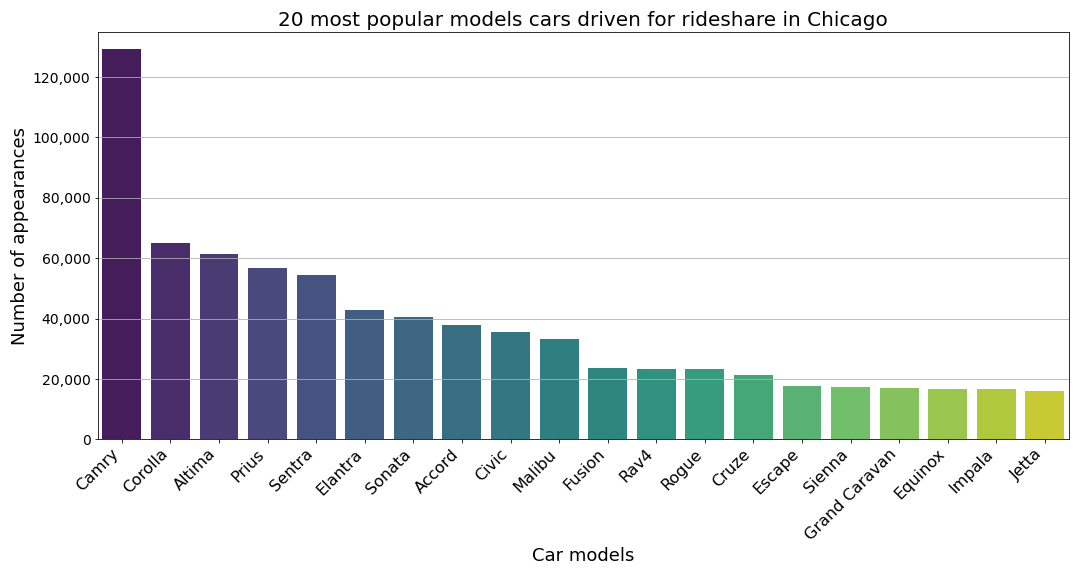 20 most popular models cars driven for rideshare in Chicago
Number of appearances
120,000
100,000
80,000
60,000
40,000
20,000
0
Camry
Corolla
Altima
Prius
Sentra
Elantra
Sonata
Accord
Civic
Malibu
Fusion
Rav4
Rogue
Cruze
Escape
Sienna
Grand Caravan
Equinox
Impala
Jetta
Car models